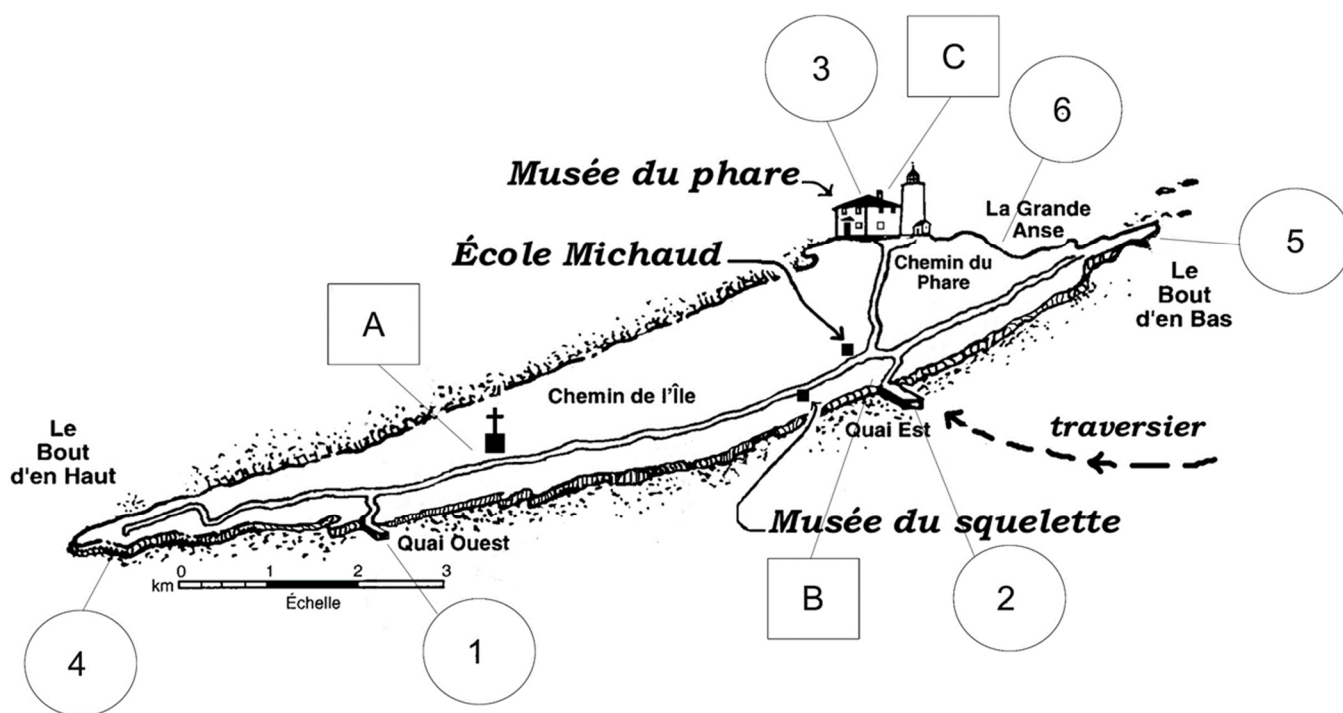 3
C
6
Musée du phare
La Grande
Anse
5
École Michaud
Chemin du
Phare
Le
Bout
d'en Bas
A
Chemin de l'Île
Le
Bout
d'en Haut
Quai Est
traversier
Musée du squelette
Quai Ouest
0 1 2 3
km
Échelle
B
2
1
4